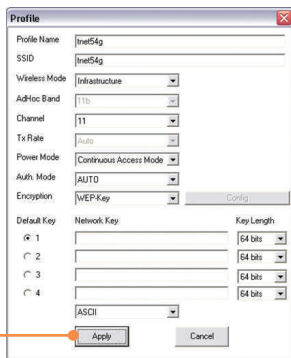 Profile
Profile Name tnet54g
SSID tnet54g
Wireless Mode Infrastructure
AdHoc Band 11b
Channel 11
Tx Rate Auto
Power Mode Continuous Access Mode
Auth. Mode AUTO
Encryption WEP-Key Config
Default Key Network Key Key Length
1 64 bits
2 64 bits
3 64 bits
4 64 bits
ASCII
Apply Cancel